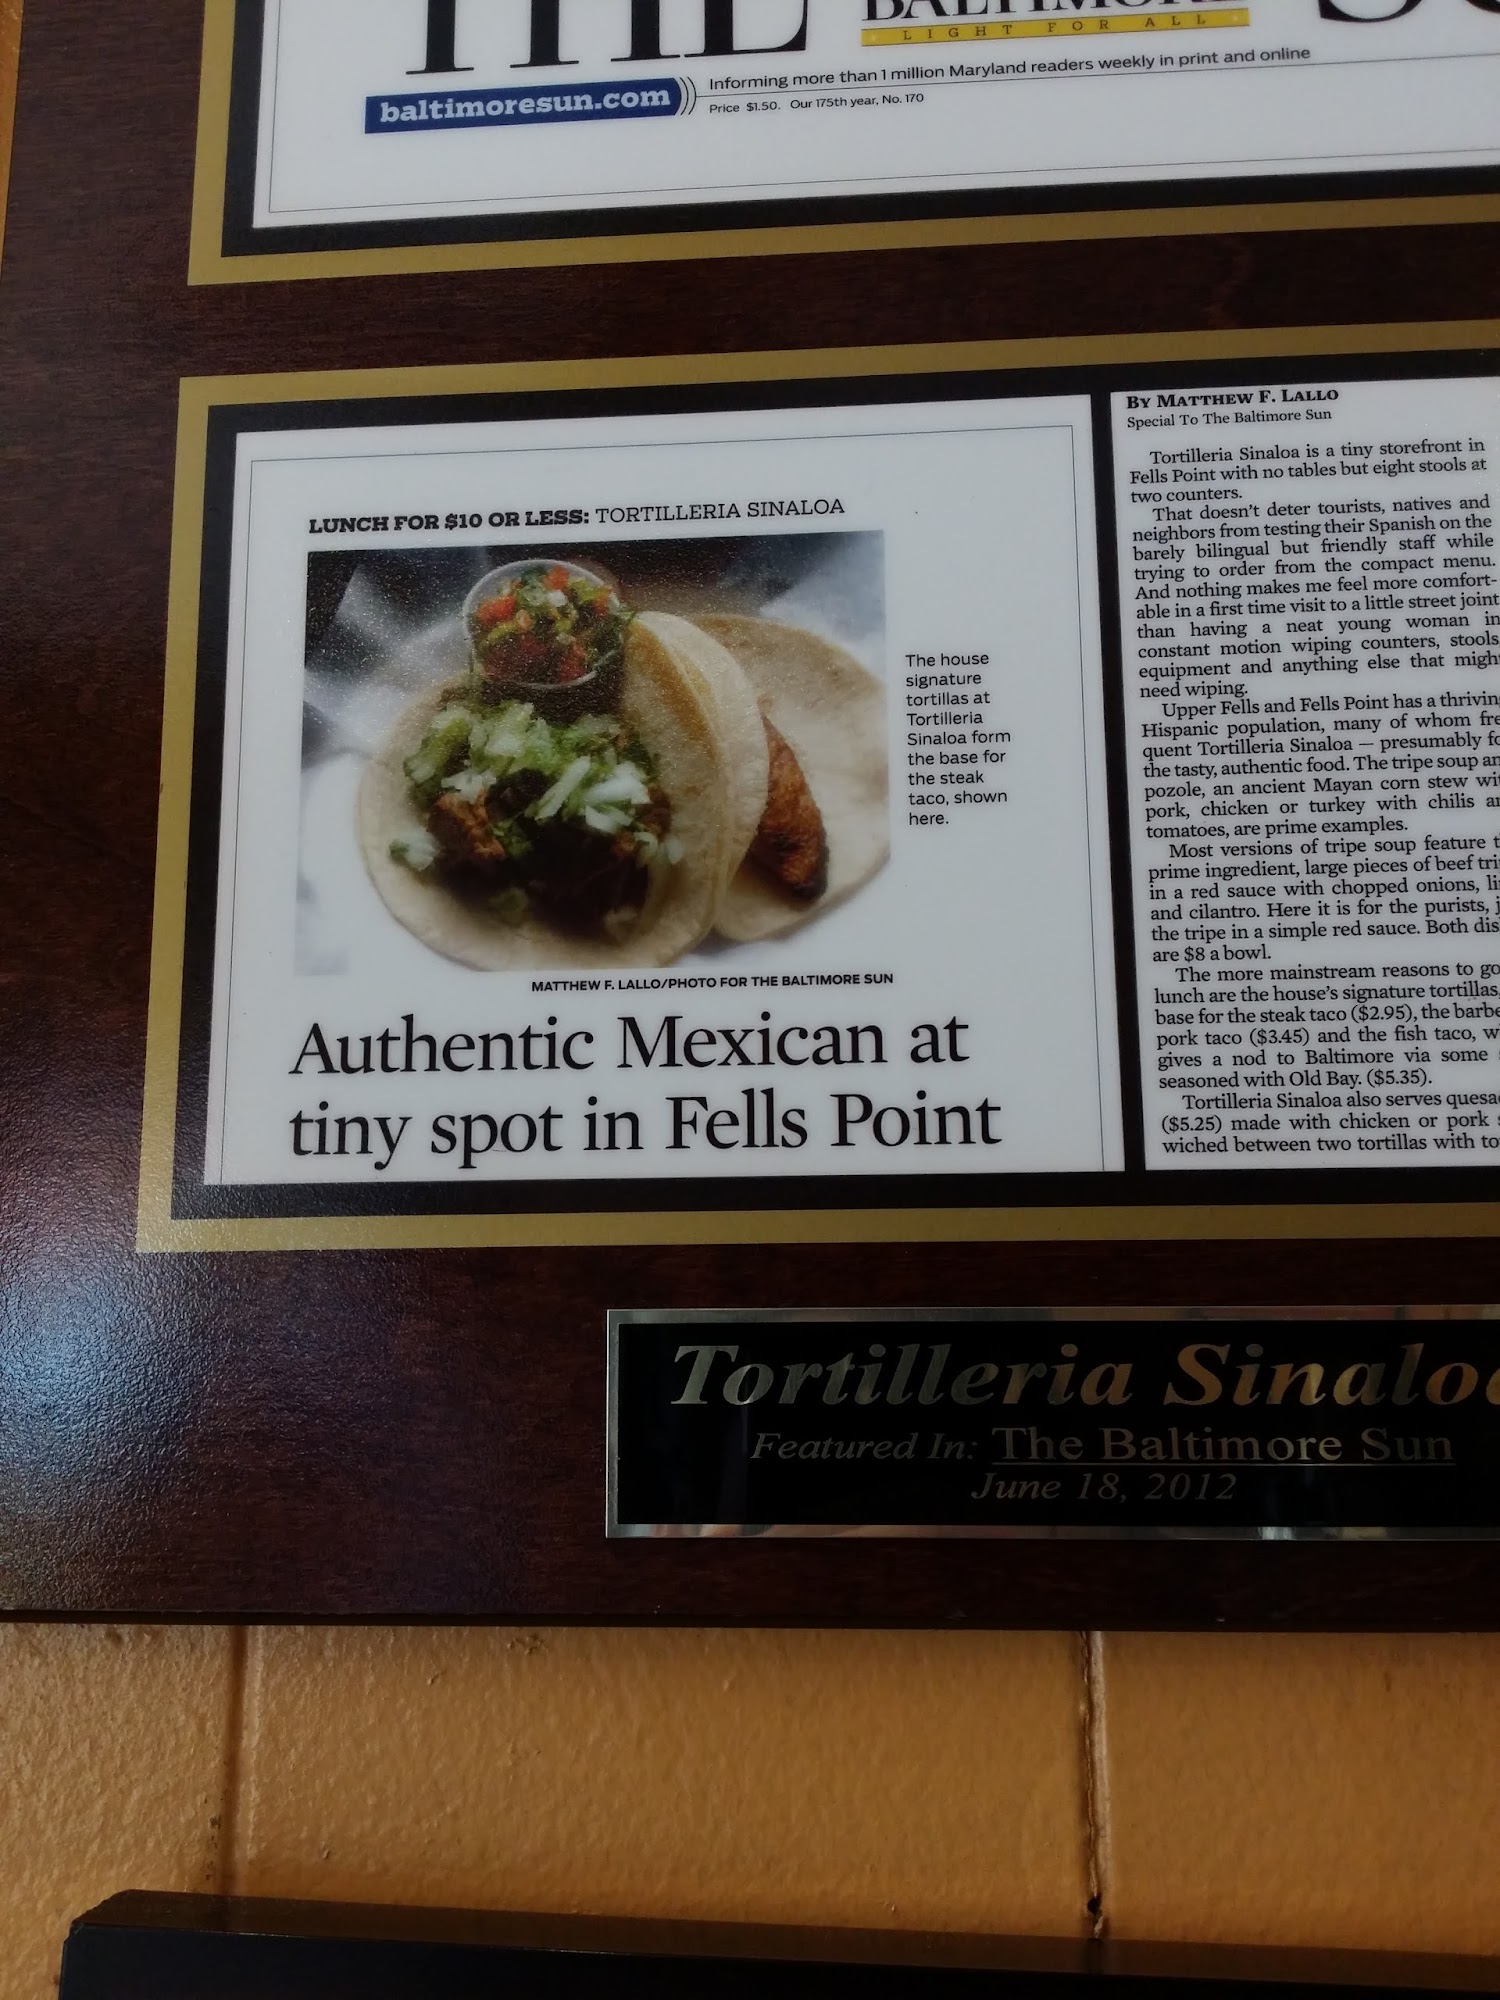 THE
BALTIMORE
LIGHT FOR ALL
baltimoresun.com
Informing more than 1 million Maryland readers weekly in print and online
Price $1.50. Our 175th year, No. 170
LUNCH FOR $10 OR LESS: TORTILLERIA SINALOA
The house
signature
tortillas at
Tortilleria
Sinaloa form
the base for
the steak
taco, shown
here.
MATTHEW F. LALLO/PHOTO FOR THE BALTIMORE SUN
Authentic Mexican at
tiny spot in Fells Point
BY MATTHEW F. LALLO
Special To The Baltimore Sun
Tortilleria Sinaloa is a tiny storefront in
Fells Point with no tables but eight stools at
two counters.
That doesn't deter tourists, natives and
neighbors from testing their Spanish on the
barely bilingual but friendly staff while
trying to order from the compact menu.
And nothing makes me feel more comfort-
able in a first time visit to a little street joint
than having a neat young woman in
constant motion wiping counters, stools
equipment and anything else that might
need wiping.
Upper Fells and Fells Point has a thriving
Hispanic population, many of whom fre
quent Tortilleria Sinaloa — presumably fo
the tasty, authentic food. The tripe soup an
pozole, an ancient Mayan corn stew wit
pork, chicken or turkey with chilis an
tomatoes, are prime examples.
Most versions of tripe soup feature t
prime ingredient, large pieces of beef tri
in a red sauce with chopped onions, li
and cilantro. Here it is for the purists, j
the tripe in a simple red sauce. Both dis
are $8 a bowl.
The more mainstream reasons to go
lunch are the house's signature tortillas,
base for the steak taco ($2.95), the barbe
pork taco ($3.45) and the fish taco, w
gives a nod to Baltimore via some
seasoned with Old Bay. ($5.35).
Tortilleria Sinaloa also serves quesa
($5.25) made with chicken or pork s
wiched between two tortillas with to
Tortilleria Sinaloa
Featured In: The Baltimore Sun
June 18, 2012